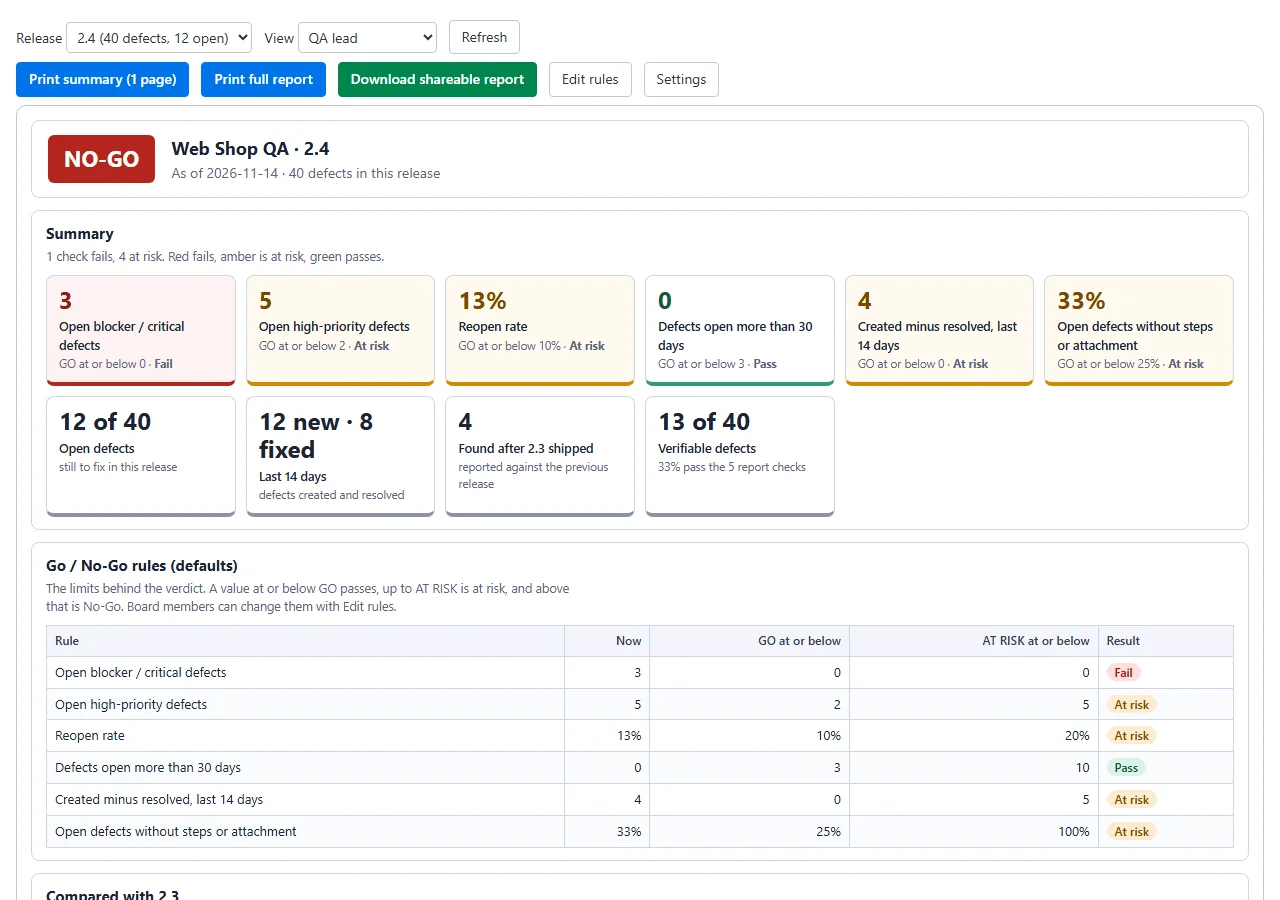 Release 2.4 (40 defects, 12 open) View QA lead Refresh
Print summary (1 page) Print full report Download shareable report Edit rules Settings
NO-GO
Web Shop QA · 2.4
As of 2026-11-14 · 40 defects in this release
Summary
1 check fails, 4 at risk. Red fails, amber is at risk, green passes.
3
Open blocker / critical
defects
GO at or below 0 · Fail
5
Open high-priority defects
GO at or below 2 · At risk
13%
Reopen rate
GO at or below 10% · At risk
0
Defects open more than 30
days
GO at or below 3 · Pass
4
Created minus resolved, last
14 days
GO at or below 0 · At risk
33%
Open defects without steps
or attachment
GO at or below 25% · At risk
12 of 40
Open defects
still to fix in this release
12 new · 8
fixed
Last 14 days
defects created and resolved
4
Found after 2.3 shipped
reported against the previous
release
13 of 40
Verifiable defects
33% pass the 5 report checks
Go / No-Go rules (defaults)
The limits behind the verdict. A value at or below GO passes, up to AT RISK is at risk, and above
that is No-Go. Board members can change them with Edit rules.
Rule Now GO at or below AT RISK at or below Result
Open blocker / critical defects 3 0 0 Fail
Open high-priority defects 5 2 5 At risk
Reopen rate 13% 10% 20% At risk
Defects open more than 30 days 0 3 10 Pass
Created minus resolved, last 14 days 4 0 5 At risk
Open defects without steps or attachment 33% 25% 100% At risk
Compared with 2.3